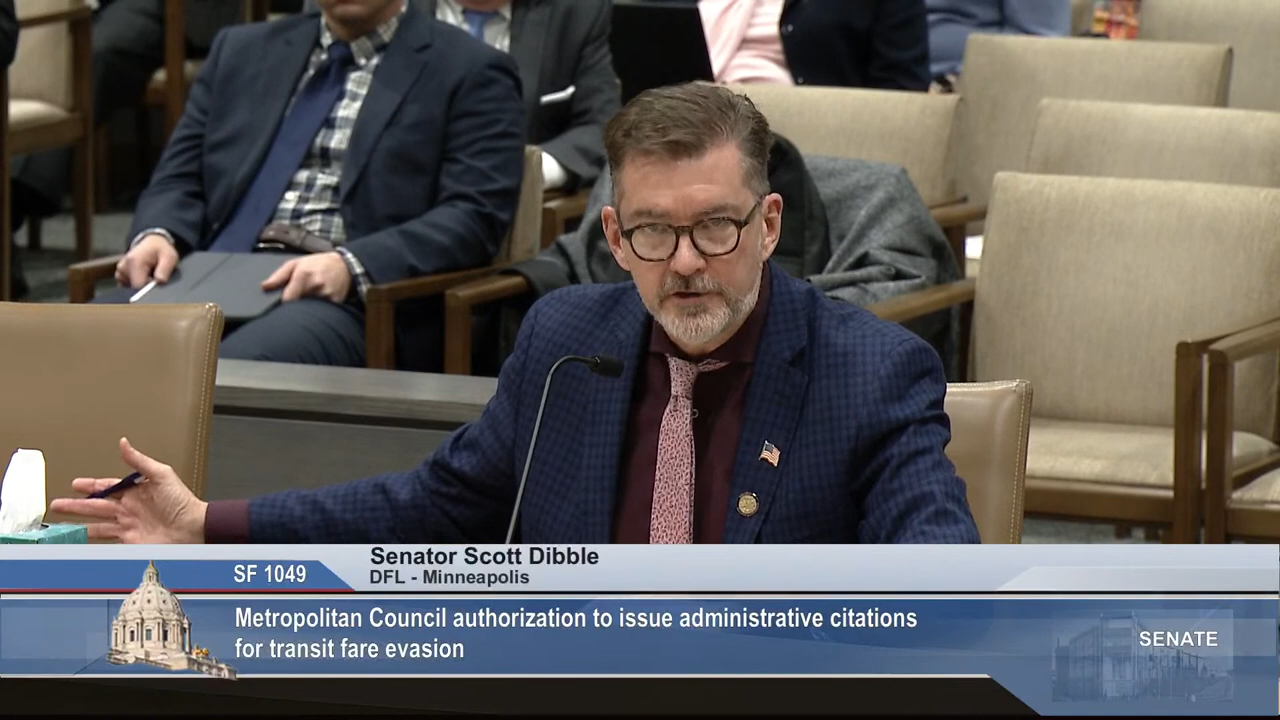 Senator Scott Dibble
SF 1049
DFL - Minneapolis
Metropolitan Council authorization to issue administrative citations
for transit fare evasion
SENATE